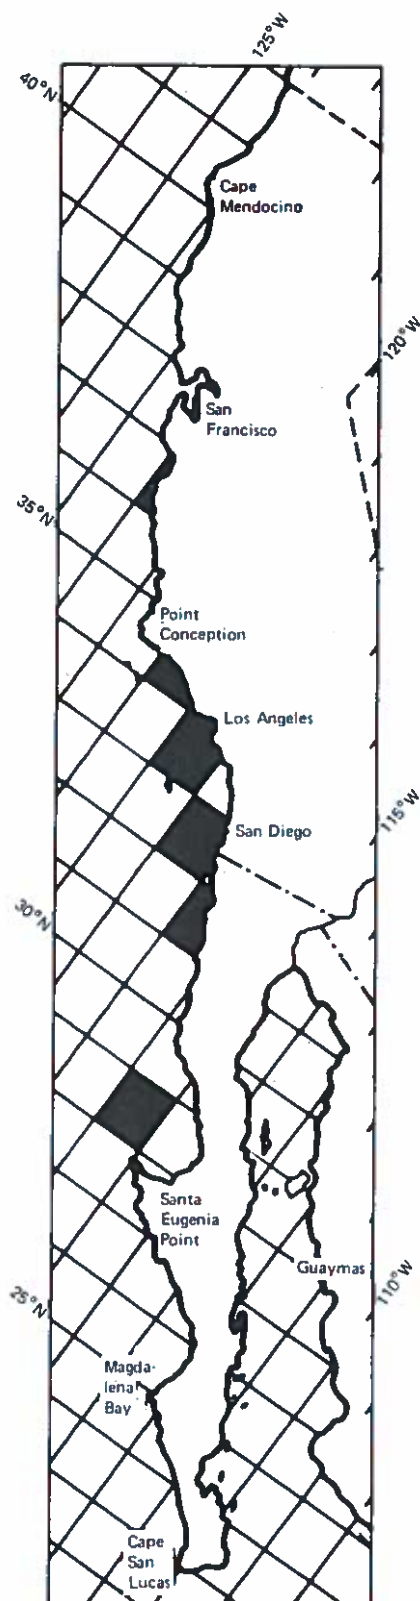 125°W
40°N
Cape
Mendocino
120°W
San
Francisco
35°N
Point
Conception
Los Angeles
115°W
San Diego
30°N
Santa
Eugenia
Point
Guaymas
110°W
25°N
Magda-
lena
Bay
Cape
San
Lucas